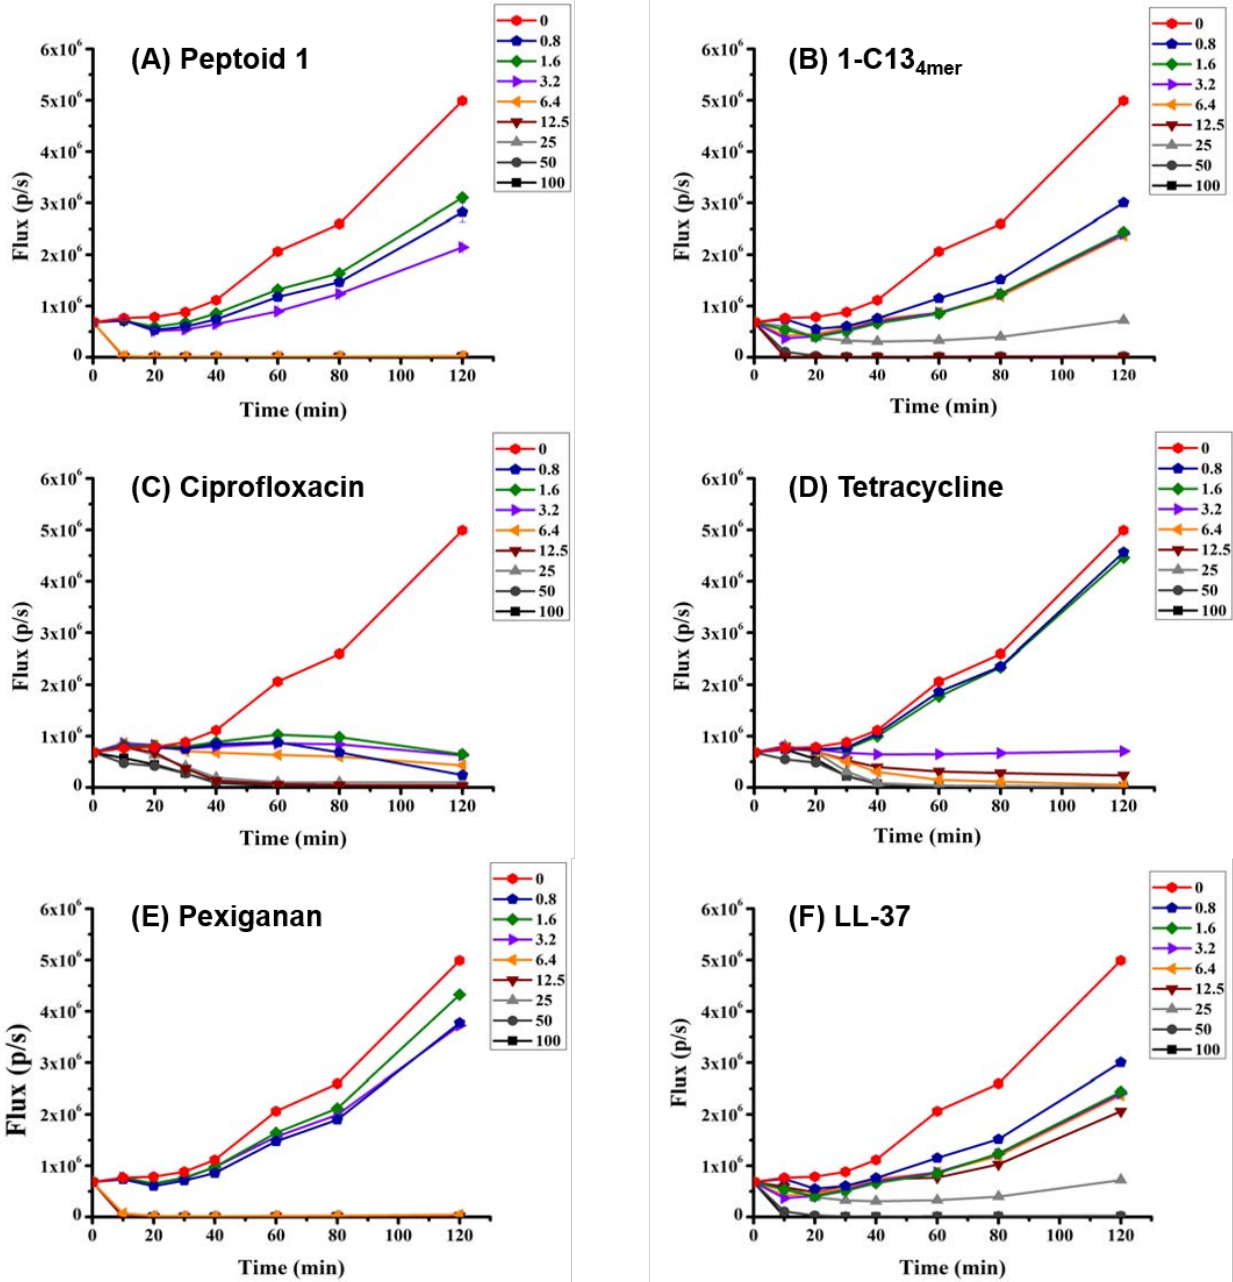 (A) Peptoid 1
0
0.8
1.6
3.2
6.4
12.5
25
50
100
6x10⁶
5x10⁶
4x10⁶
3x10⁶
2x10⁶
1x10⁶
0
Flux (p/s)
0 20 40 60 80 100 120
Time (min)
(B) 1-C13₄mer
0
0.8
1.6
3.2
6.4
12.5
25
50
100
6x10⁶
5x10⁶
4x10⁶
3x10⁶
2x10⁶
1x10⁶
0
Flux (p/s)
0 20 40 60 80 100 120
Time (min)
(C) Ciprofloxacin
0
0.8
1.6
3.2
6.4
12.5
25
50
100
6x10⁶
5x10⁶
4x10⁶
3x10⁶
2x10⁶
1x10⁶
0
Flux (p/s)
0 20 40 60 80 100 120
Time (min)
(D) Tetracycline
0
0.8
1.6
3.2
6.4
12.5
25
50
100
6x10⁶
5x10⁶
4x10⁶
3x10⁶
2x10⁶
1x10⁶
0
Flux (p/s)
0 20 40 60 80 100 120
Time (min)
(E) Pexiganan
0
0.8
1.6
3.2
6.4
12.5
25
50
100
6x10⁶
5x10⁶
4x10⁶
3x10⁶
2x10⁶
1x10⁶
0
Flux (p/s)
0 20 40 60 80 100 120
Time (min)
(F) LL-37
0
0.8
1.6
3.2
6.4
12.5
25
50
100
6x10⁶
5x10⁶
4x10⁶
3x10⁶
2x10⁶
1x10⁶
0
Flux (p/s)
0 20 40 60 80 100 120
Time (min)